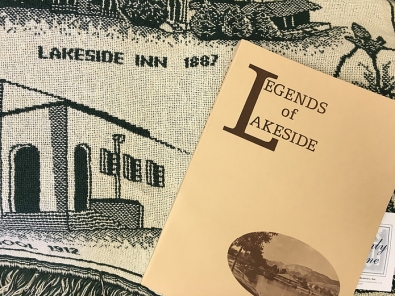 LAKESIDE INN 1887
LEGENDS
of
LAKESIDE
1912